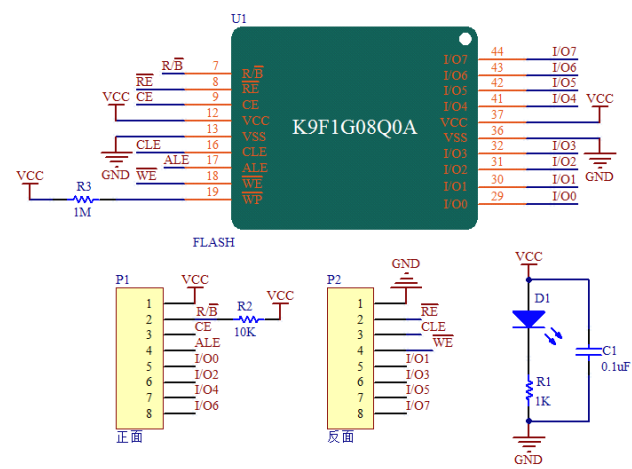 U1
R/B 7 R/B
RE 8 RE
CE 9 CE
VCC 12 VCC
13 VSS
GND
CLE 16 CLE
ALE 17 ALE
WE 18 WE
VCC R3 1M 19 WP
K9F1G08Q0A
I/O7 44 I/O7
I/O6 43 I/O6
I/O5 42 I/O5
I/O4 41 I/O4
VCC 37 VCC
VSS 36
GND
I/O3 32 I/O3
I/O2 31 I/O2
I/O1 30 I/O1
I/O0 29 I/O0
FLASH
P1
1 VCC
2 R/B R2 10K VCC
3 CE
4 ALE
5 I/O0
6 I/O2
7 I/O4
8 I/O6
正面
P2
1 GND
2 RE
3 CLE
4 WE
5 I/O1
6 I/O3
7 I/O5
8 I/O7
反面
VCC
D1
R1
1K
C1
0.1uF
GND